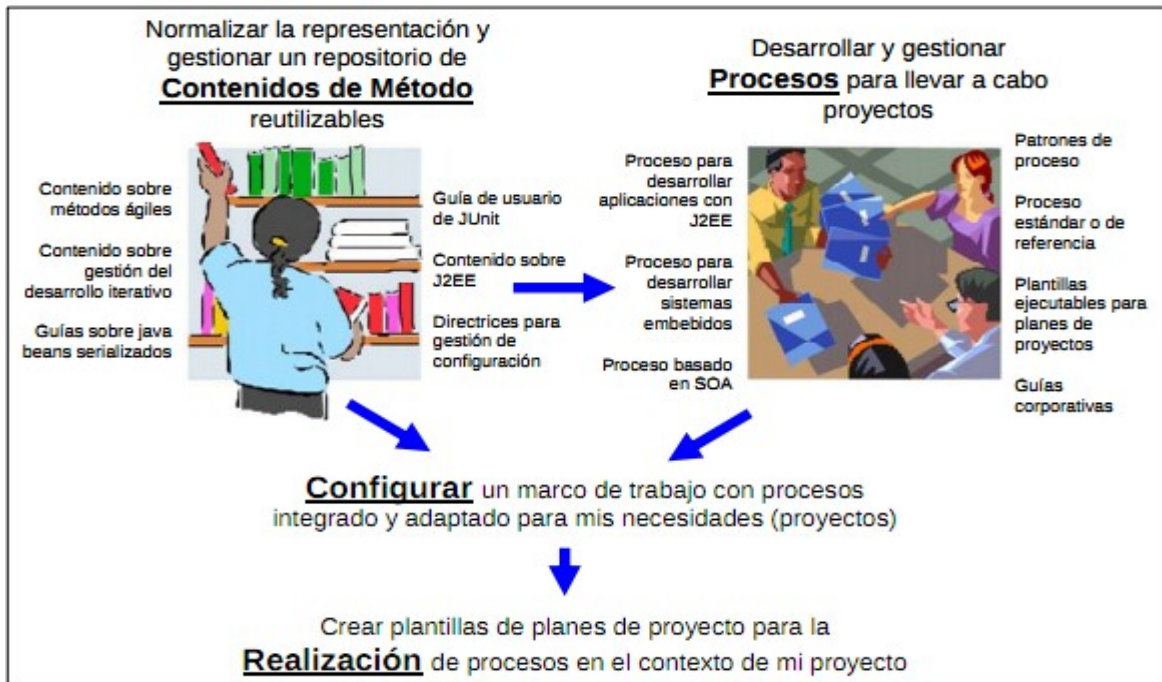 Normalizar la representación y
gestionar un repositorio de
Contenidos de Método
reutilizables
Contenido sobre
métodos ágiles
Contenido sobre
gestión del
desarrollo iterativo
Guías sobre java
beans serializados
Guía de usuario
de JUnit
Contenido sobre
J2EE
Directrices para
gestión de
configuración
Desarrollar y gestionar
Procesos para llevar a cabo
proyectos
Proceso para
desarrollar
aplicaciones con
J2EE
Proceso para
desarrollar
sistemas
embebidos
Proceso basado
en SOA
Patrones de
proceso
Proceso
estándar o de
referencia
Plantillas
ejecutables para
planes de
proyectos
Guías
corporativas
Configurar un marco de trabajo con procesos
integrado y adaptado para mis necesidades (proyectos)
Crear plantillas de planes de proyecto para la
Realización de procesos en el contexto de mi proyecto